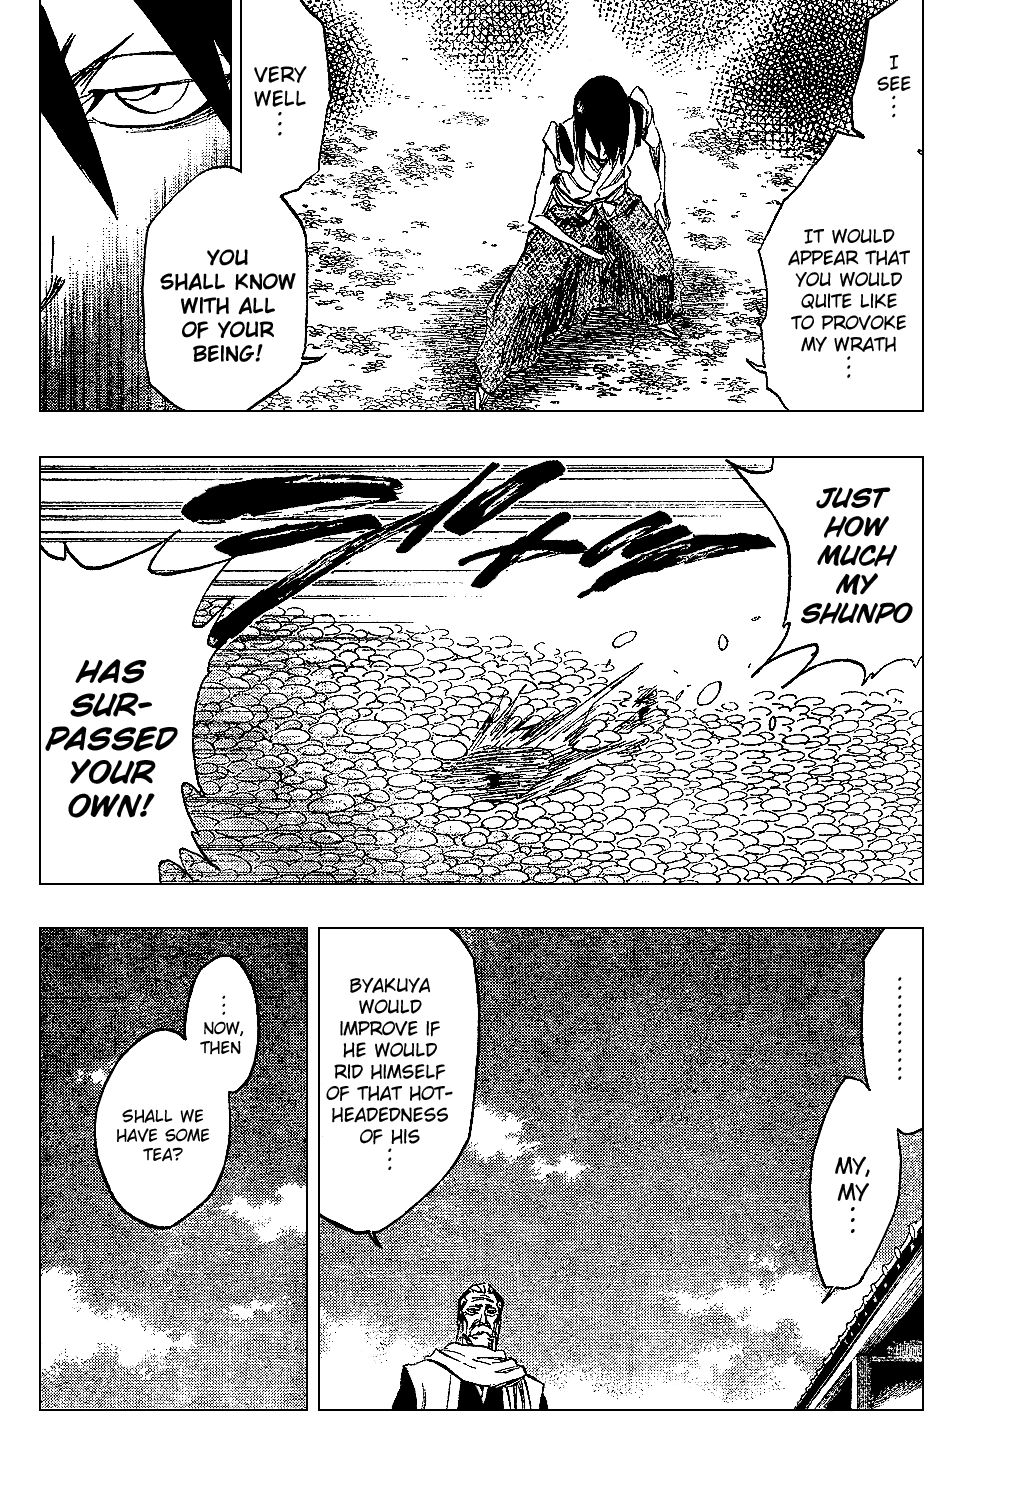 I
SEE
...
IT WOULD
APPEAR THAT
YOU WOULD
QUITE LIKE
TO PROVOKE
MY WRATH
...
VERY
WELL
...
YOU
SHALL KNOW
WITH ALL
OF YOUR
BEING!
JUST
HOW
MUCH
MY
SHUNPO
HAS
SUR-
PASSED
YOUR
OWN!
..........
MY,
MY
...
BYAKUYA
WOULD
IMPROVE IF
HE WOULD
RID HIMSELF
OF THAT HOT-
HEADEDNESS
OF HIS
...
...
NOW,
THEN
SHALL WE
HAVE SOME
TEA?